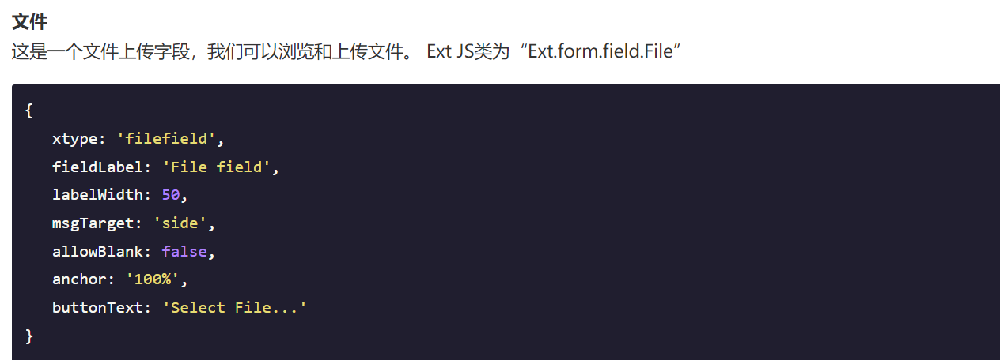 文件
这是一个文件上传字段，我们可以浏览和上传文件。 Ext JS类为“Ext.form.field.File”
{
   xtype: 'filefield',
   fieldLabel: 'File field',
   labelWidth: 50,
   msgTarget: 'side',
   allowBlank: false,
   anchor: '100%',
   buttonText: 'Select File...'
}